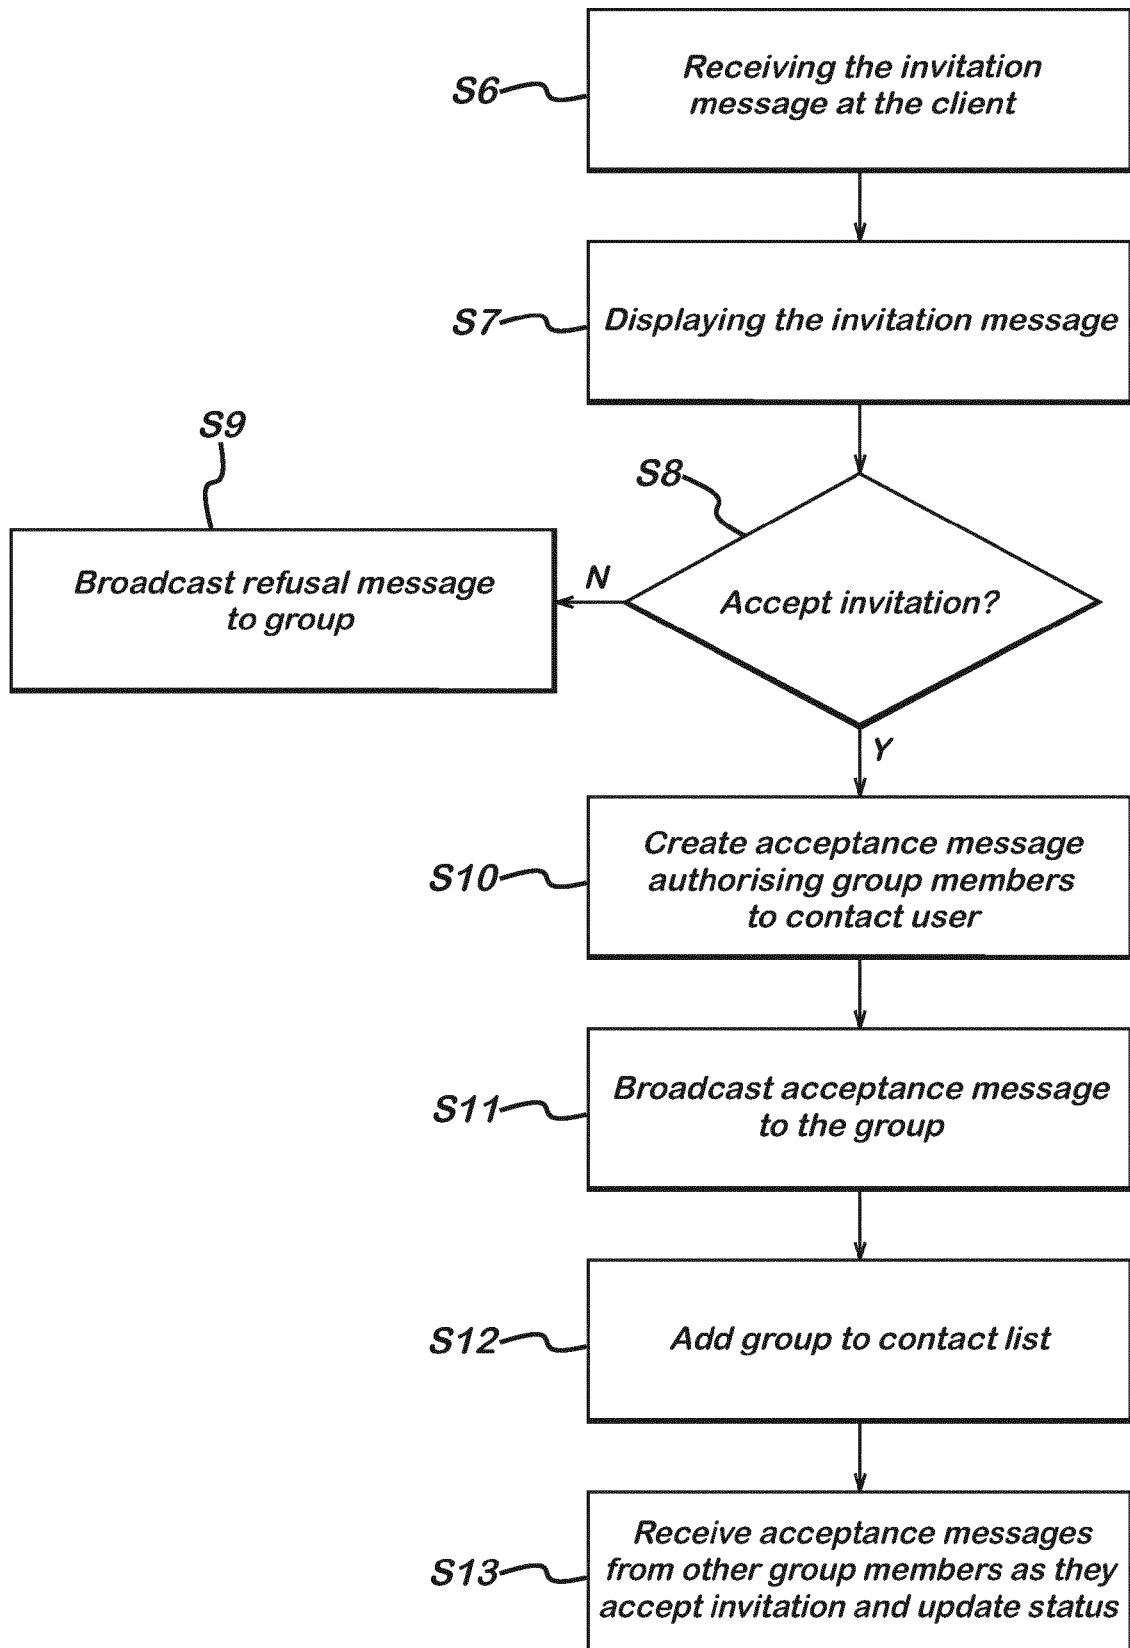 S6
Receiving the invitation
message at the client
S7
Displaying the invitation message
S9
S8
Broadcast refusal message
to group
N
Accept invitation?
Y
S10
Create acceptance message
authorising group members
to contact user
S11
Broadcast acceptance message
to the group
S12
Add group to contact list
S13
Receive acceptance messages
from other group members as they
accept invitation and update status